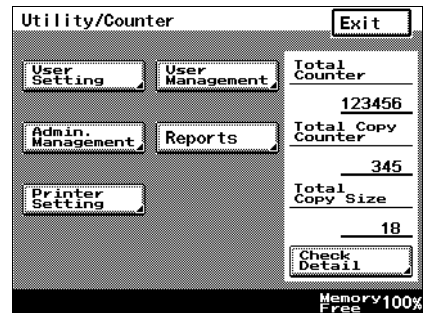 Utility/Counter
Exit
User
Setting
User
Management
Admin.
Management
Reports
Printer
Setting
Total
Counter
123456
Total Copy
Counter
345
Total
Copy Size
18
Check
Detail
Memory
Free 100%